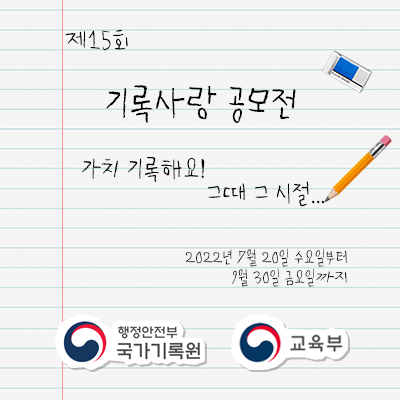 제15회
기록사랑 공모전
가치 기록해요!
그때 그 시절...
2022년 7월 20일 수요일부터
9월 30일 금요일까지
행정안전부
국가기록원
교육부